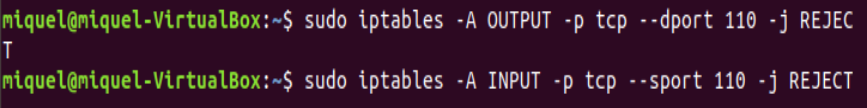 miquel@miquel-VirtualBox:~$ sudo iptables -A OUTPUT -p tcp --dport 110 -j REJEC
T
miquel@miquel-VirtualBox:~$ sudo iptables -A INPUT -p tcp --sport 110 -j REJECT